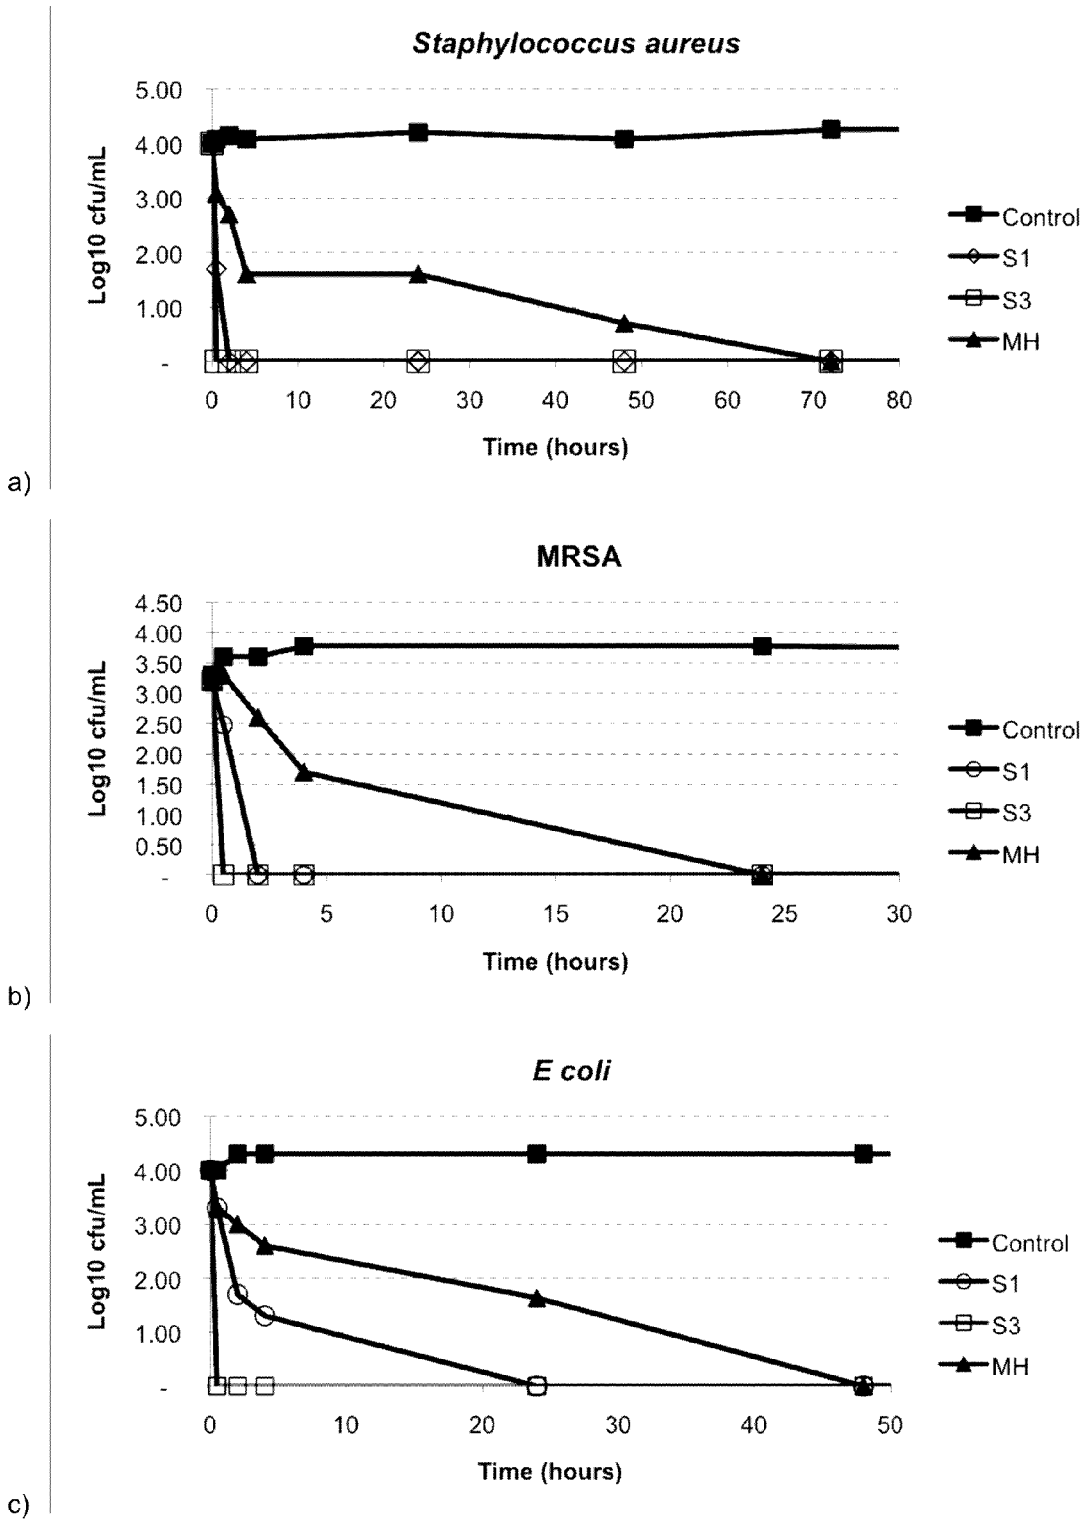 Staphylococcus aureus
5.00
4.00
3.00
2.00
1.00
-
Log10 cfu/mL
0 10 20 30 40 50 60 70 80
Time (hours)
Control
S1
S3
MH
a)
MRSA
4.50
4.00
3.50
3.00
2.50
2.00
1.50
1.00
0.50
-
Log10 cfu/mL
0 5 10 15 20 25 30
Time (hours)
Control
S1
S3
MH
b)
E coli
5.00
4.00
3.00
2.00
1.00
-
Log10 cfu/mL
0 10 20 30 40 50
Time (hours)
Control
S1
S3
MH
c)